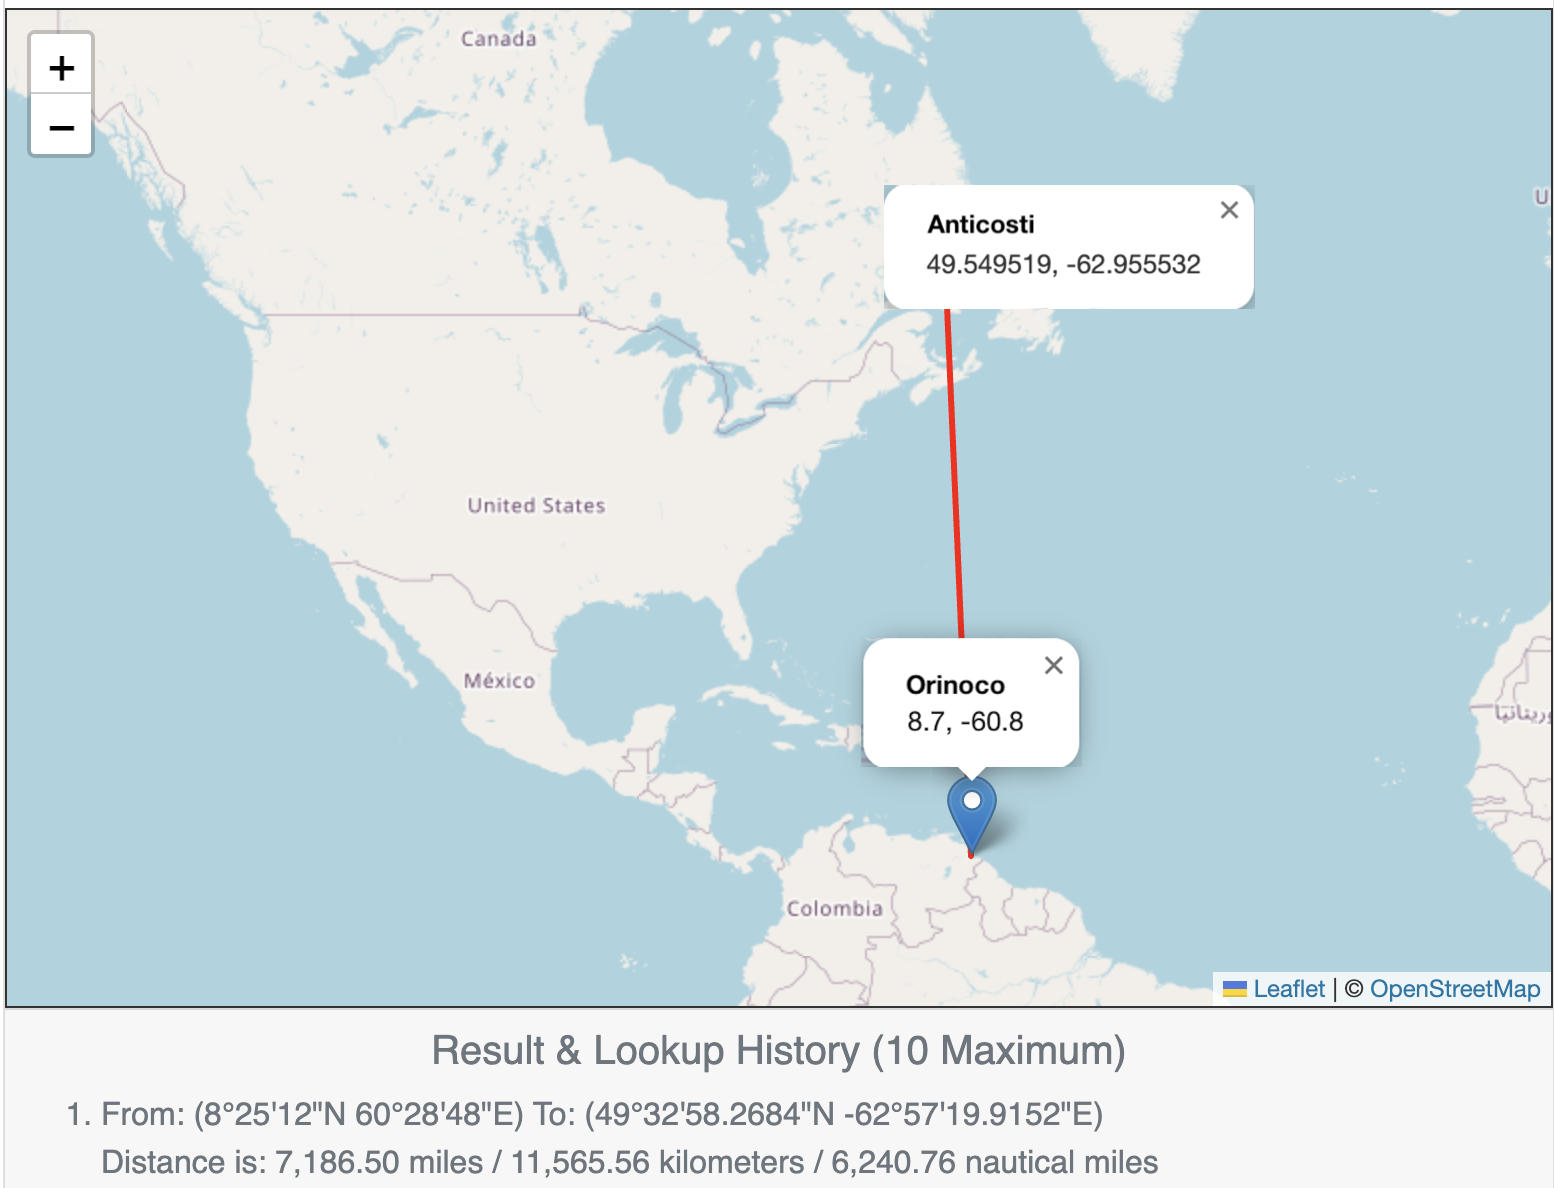 Canada
+
−
U
Anticosti
×
49.549519, -62.955532
United States
México
Orinoco
×
8.7, -60.8
Colombia
Leaflet | © OpenStreetMap
Result & Lookup History (10 Maximum)
1. From: (8°25'12"N 60°28'48"E) To: (49°32'58.2684"N -62°57'19.9152"E)
Distance is: 7,186.50 miles / 11,565.56 kilometers / 6,240.76 nautical miles